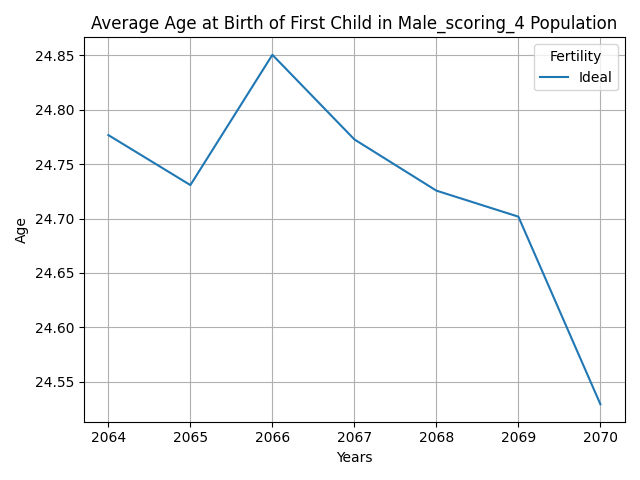 Average Age at Birth of First Child in Male_scoring_4 Population
Fertility
Ideal
24.85
24.80
24.75
24.70
24.65
24.60
24.55
Age
2064 2065 2066 2067 2068 2069 2070
Years